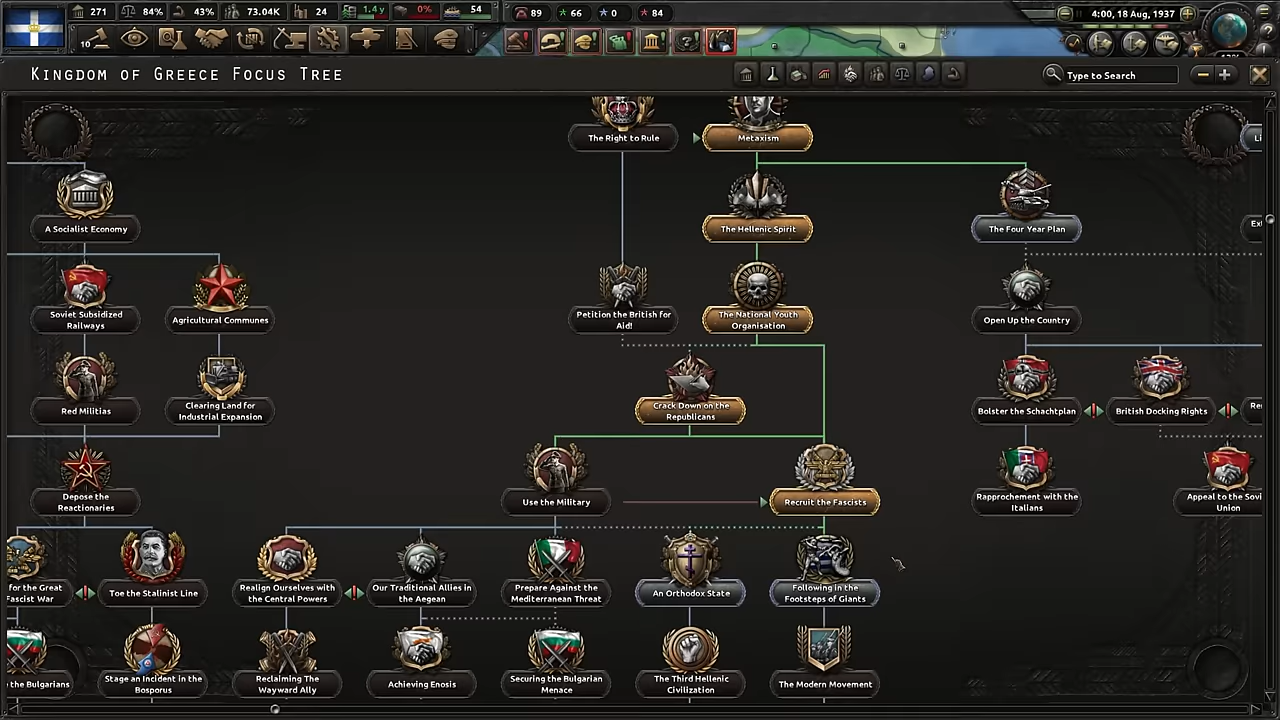 271 84% 43% 73.04K 24 1.4 y 0% 54 89 66 0 84 4:00, 18 Aug, 1937
10
KINGDOM OF GREECE FOCUS TREE
Type to Search
The Right to Rule
Metaxism
Li
A Socialist Economy
The Hellenic Spirit
The Four Year Plan
Soviet Subsidized
Railways
Agricultural Communes
Petition the British for
Aid!
The National Youth
Organisation
Open Up the Country
Red Militias
Clearing Land for
Industrial Expansion
Crack Down on the
Republicans
Bolster the Schachtplan
British Docking Rights
Depose the
Reactionaries
Use the Military
Recruit the Fascists
Rapprochement with the
Italians
Appeal to the Sovi
Union
for the Great
Fascist War
Toe the Stalinist Line
Realign Ourselves with
the Central Powers
Our Traditional Allies in
the Aegean
Prepare Against the
Mediterranean Threat
An Orthodox State
Following in the
Footsteps of Giants
the Bulgarians
Stage an Incident in the
Bosporus
Reclaiming The
Wayward Ally
Achieving Enosis
Securing the Bulgarian
Menace
The Third Hellenic
Civilization
The Modern Movement